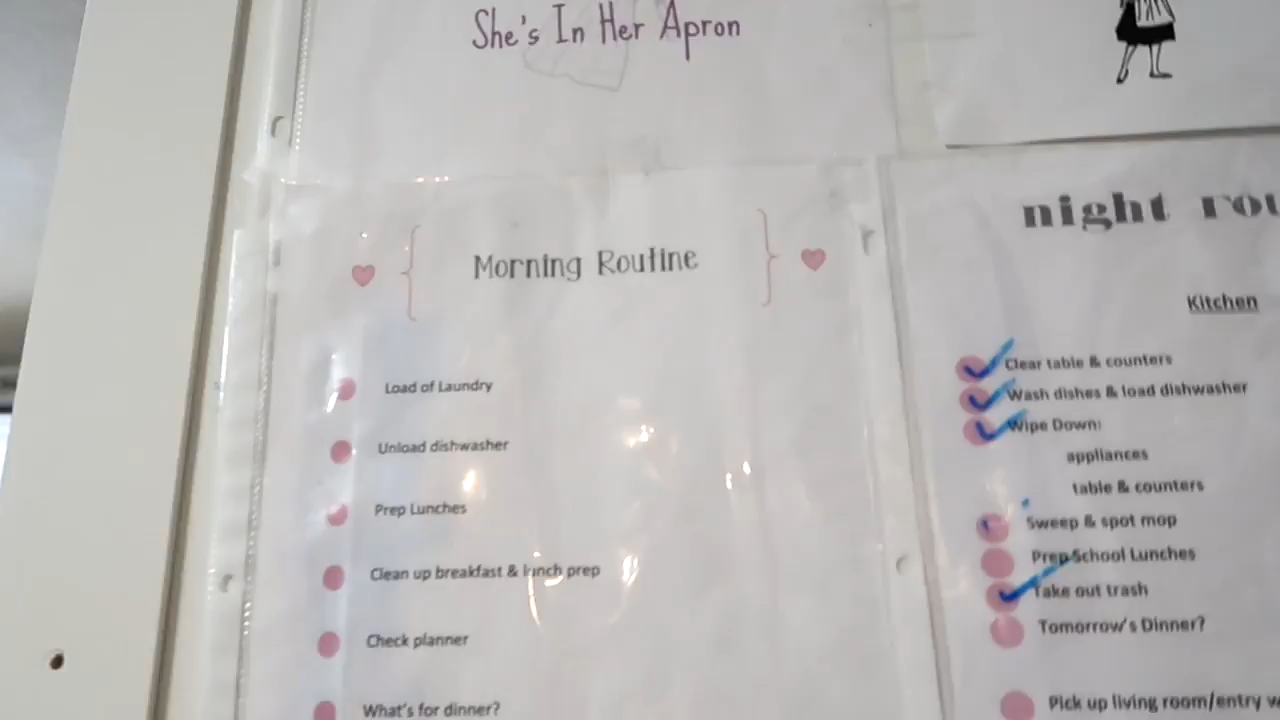 She's In Her Apron
Morning Routine
Load of Laundry
Unload dishwasher
Prep Lunches
Clean up breakfast & lunch prep
Check planner
What's for dinner?
night rou
Kitchen
Clear table & counters
Wash dishes & load dishwasher
Wipe Down:
appliances
table & counters
Sweep & spot mop
Prep School Lunches
Take out trash
Tomorrow's Dinner?
Pick up living room/entry w